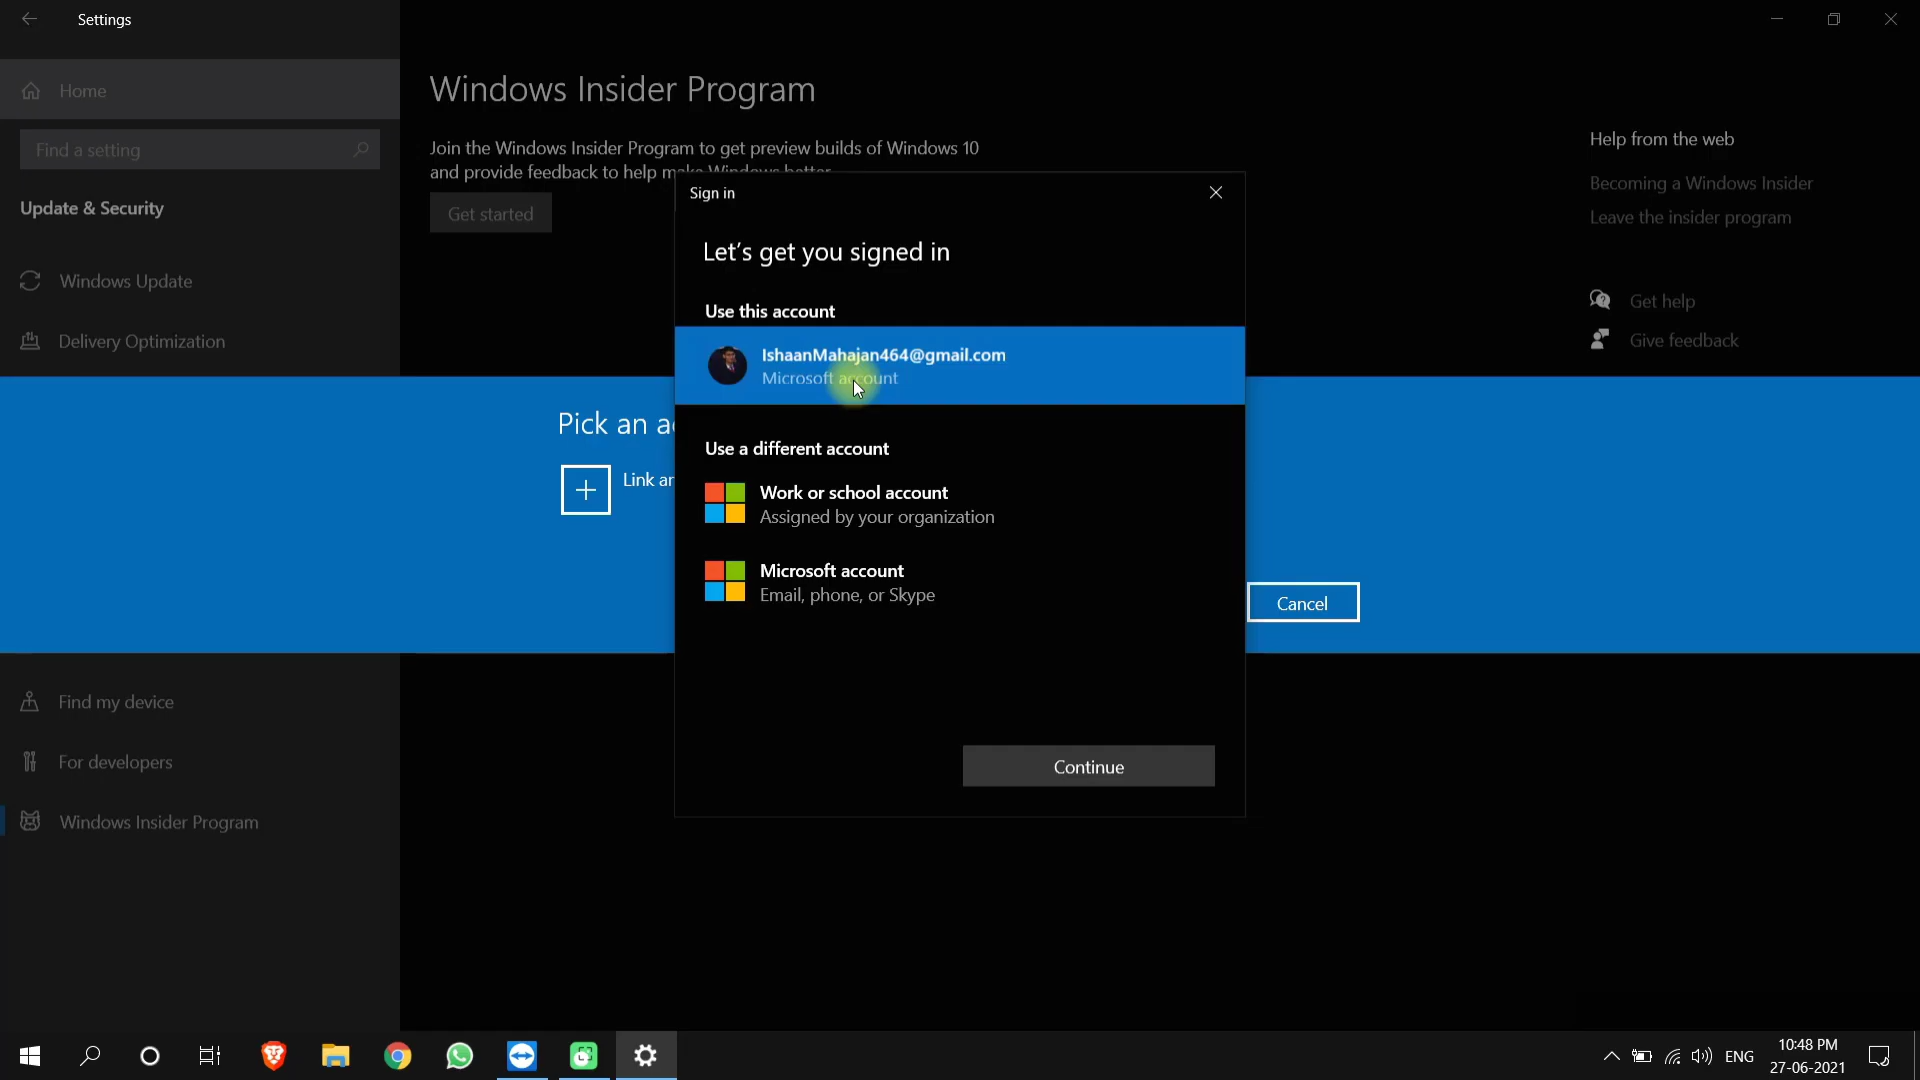 Settings
Home
Find a setting
Update & Security
Windows Update
Delivery Optimization
Find my device
For developers
Windows Insider Program
Windows Insider Program
Join the Windows Insider Program to get preview builds of Windows 10
and provide feedback to help make Windows better.
Get started
Help from the web
Becoming a Windows Insider
Leave the insider program
Get help
Give feedback
Pick an a
Link ar
Cancel
Sign in
Let's get you signed in
Use this account
IshaanMahajan464@gmail.com
Microsoft account
Use a different account
Work or school account
Assigned by your organization
Microsoft account
Email, phone, or Skype
Continue
ENG
10:48 PM
27-06-2021